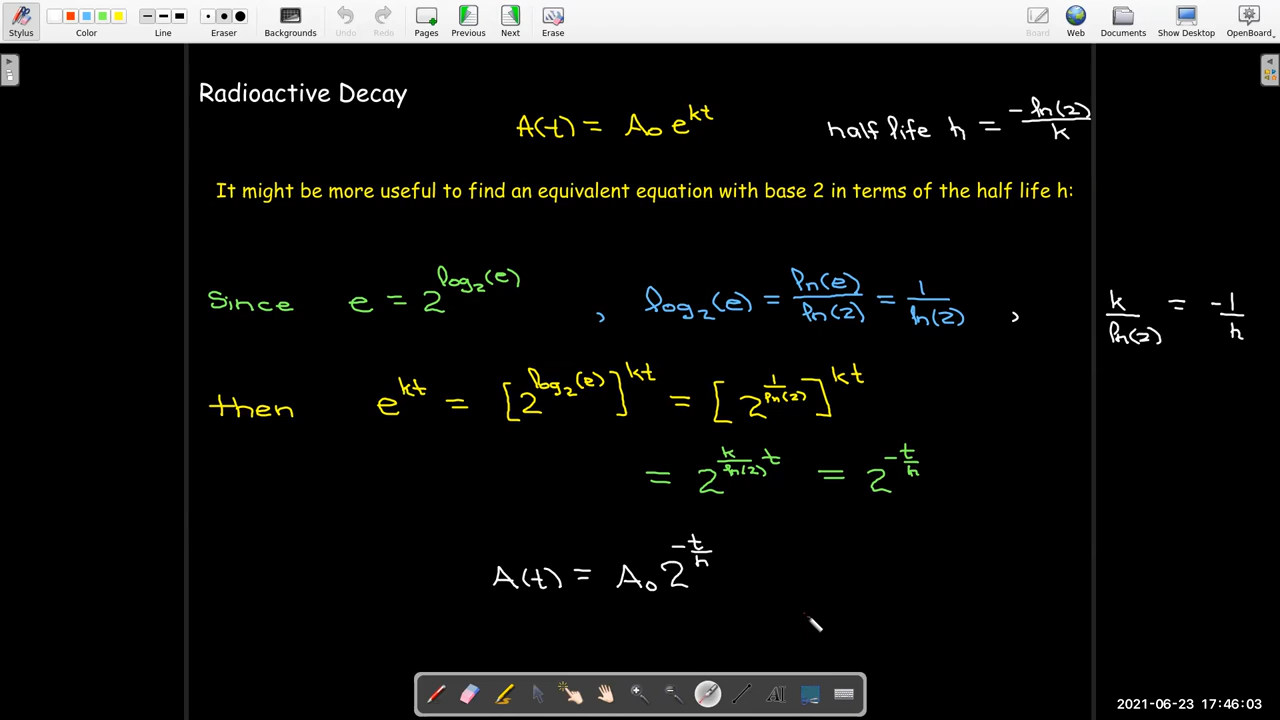 Stylus Color Line Eraser Backgrounds Undo Redo Pages Previous Next Erase Board Web Documents Show Desktop OpenBoard
Radioactive Decay
A(t) = A₀ e^{kt}
half life h = -ln(2)/k
It might be more useful to find an equivalent equation with base 2 in terms of the half life h:
Since e = 2^{log₂(e)} , log₂(e) = ln(e)/ln(2) = 1/ln(2) , k/ln(2) = -1/h
then e^{kt} = [2^{log₂(e)}]^{kt} = [2^{1/ln(2)}]^{kt}
= 2^{k/ln(2) t} = 2^{-t/h}
A(t) = A₀ 2^{-t/h}
AI
2021-06-23 17:46:03